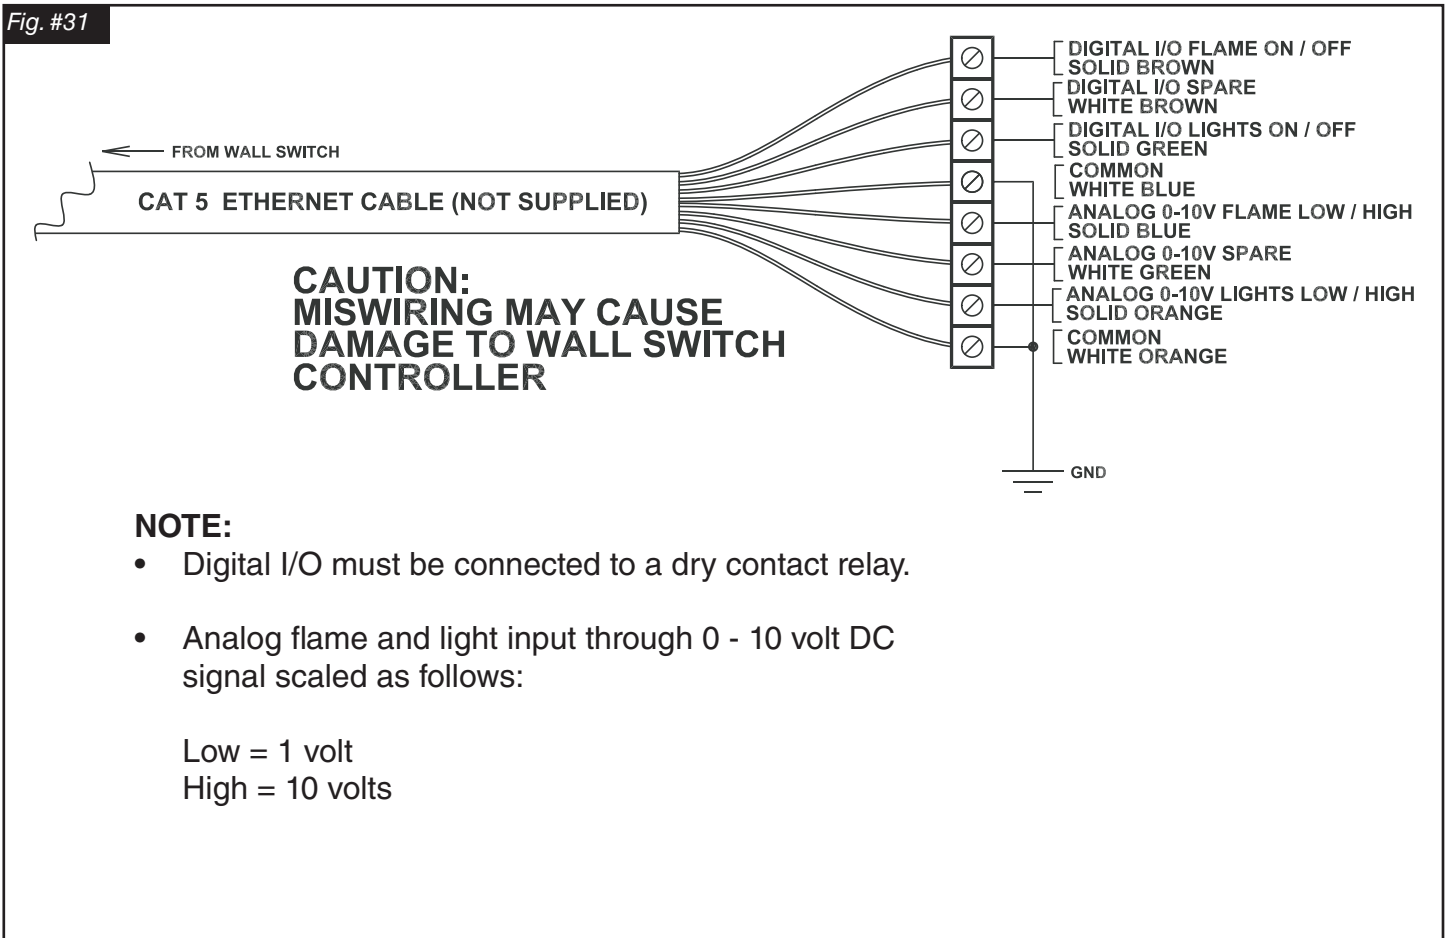 Fig. #31
DIGITAL I/O FLAME ON / OFF
SOLID BROWN
DIGITAL I/O SPARE
WHITE BROWN
DIGITAL I/O LIGHTS ON / OFF
SOLID GREEN
COMMON
WHITE BLUE
ANALOG 0-10V FLAME LOW / HIGH
SOLID BLUE
ANALOG 0-10V SPARE
WHITE GREEN
ANALOG 0-10V LIGHTS LOW / HIGH
SOLID ORANGE
COMMON
WHITE ORANGE
FROM WALL SWITCH
CAT 5 ETHERNET CABLE (NOT SUPPLIED)
CAUTION:
MISWIRING MAY CAUSE
DAMAGE TO WALL SWITCH
CONTROLLER
GND
NOTE:
• Digital I/O must be connected to a dry contact relay.
• Analog flame and light input through 0 - 10 volt DC
signal scaled as follows:
Low = 1 volt
High = 10 volts